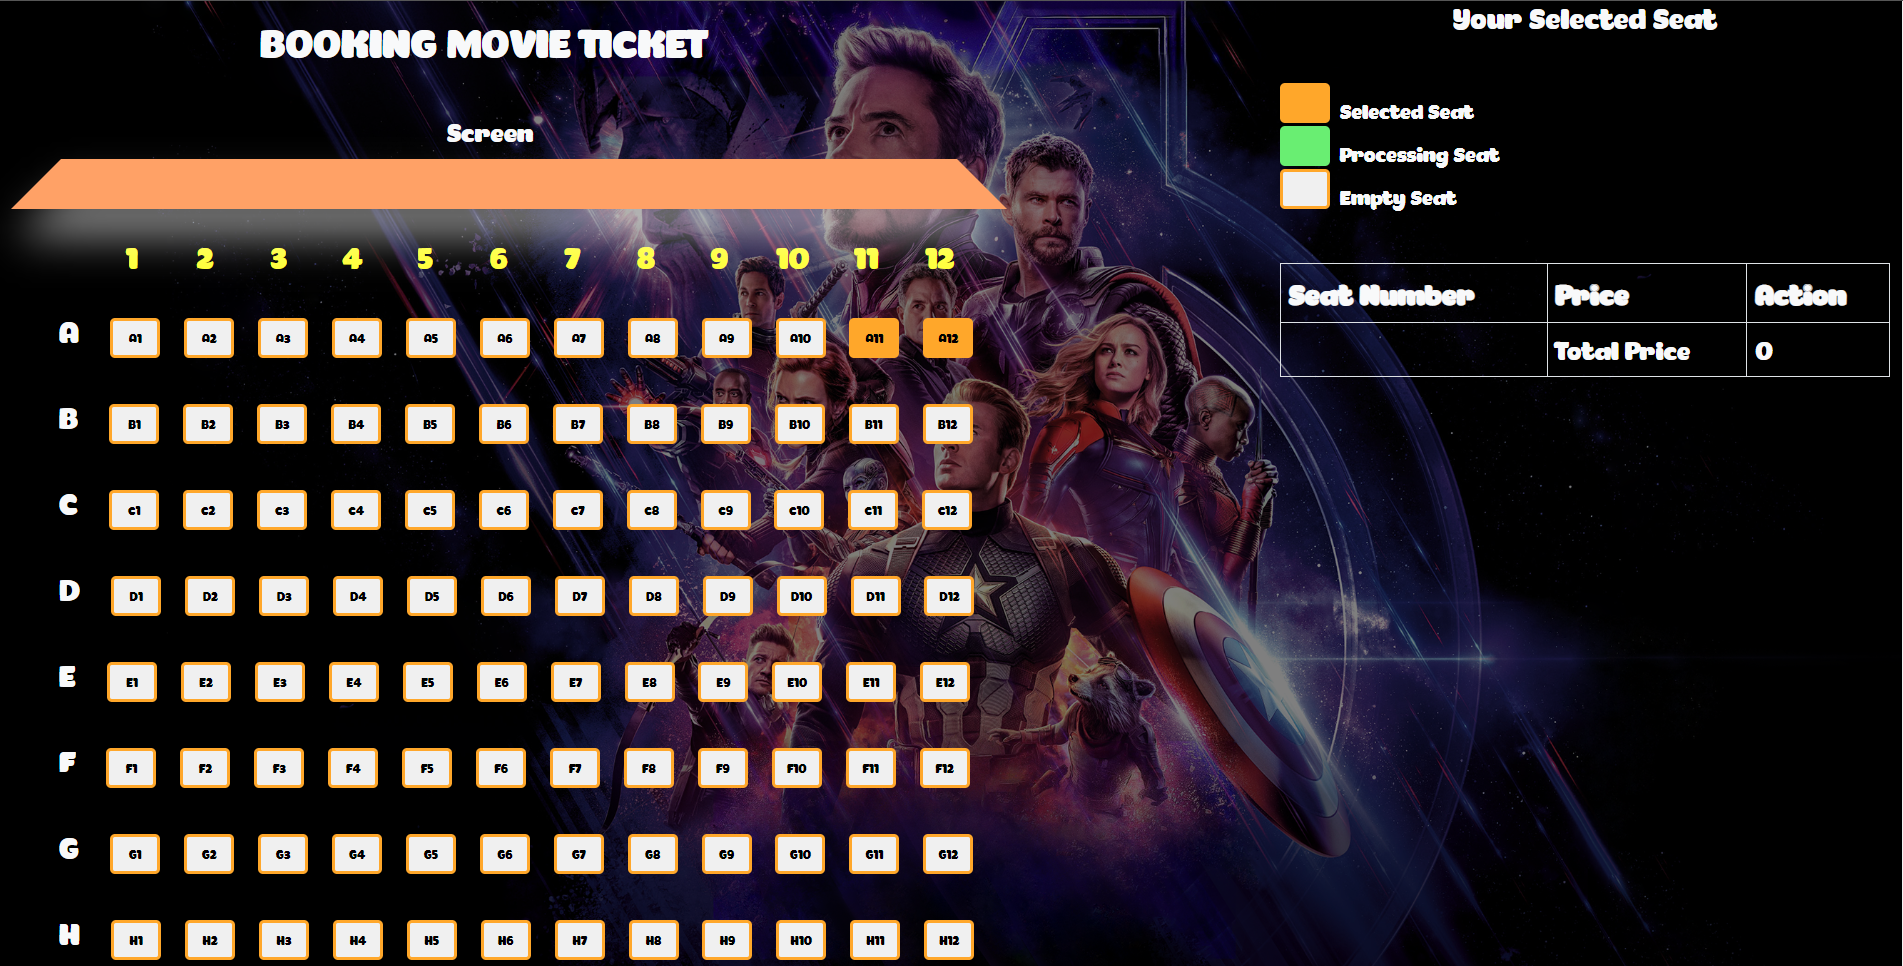 BOOKING MOVIE TICKET
Screen
1 2 3 4 5 6 7 8 9 10 11 12
A A1 A2 A3 A4 A5 A6 A7 A8 A9 A10 A11 A12
B B1 B2 B3 B4 B5 B6 B7 B8 B9 B10 B11 B12
C C1 C2 C3 C4 C5 C6 C7 C8 C9 C10 C11 C12
D D1 D2 D3 D4 D5 D6 D7 D8 D9 D10 D11 D12
E E1 E2 E3 E4 E5 E6 E7 E8 E9 E10 E11 E12
F F1 F2 F3 F4 F5 F6 F7 F8 F9 F10 F11 F12
G G1 G2 G3 G4 G5 G6 G7 G8 G9 G10 G11 G12
H H1 H2 H3 H4 H5 H6 H7 H8 H9 H10 H11 H12
Your Selected Seat
Selected Seat
Processing Seat
Empty Seat
Seat Number Price Action
Total Price 0